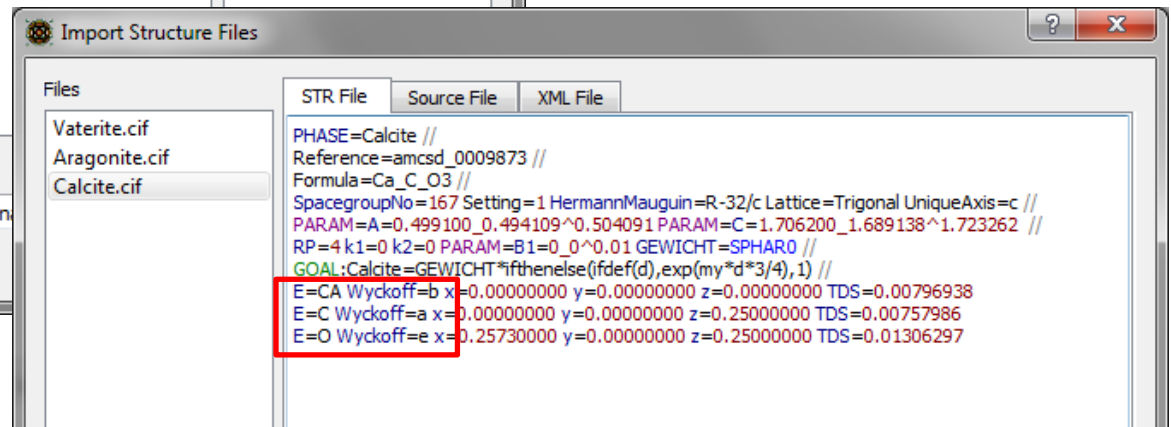 Import Structure Files
?
X
Files
Vaterite.cif
Aragonite.cif
Calcite.cif
STR File
Source File
XML File
PHASE=Calcite //
Reference=amcsd_0009873 //
Formula=Ca_C_O3 //
SpacegroupNo=167 Setting=1 HermannMauguin=R-32/c Lattice=Trigonal UniqueAxis=c //
PARAM=A=0.499100_0.494109^0.504091 PARAM=C=1.706200_1.689138^1.723262 //
RP=4 k1=0 k2=0 PARAM=B1=0_0^0.01 GEWICHT=SPHAR0 //
GOAL:Calcite=GEWICHT*ifthenelse(ifdef(d),exp(my*d*3/4),1) //
E=CA Wyckoff=b x=0.00000000 y=0.00000000 z=0.00000000 TDS=0.00796938
E=C Wyckoff=a x=0.00000000 y=0.00000000 z=0.25000000 TDS=0.00757986
E=O Wyckoff=e x=0.25730000 y=0.00000000 z=0.25000000 TDS=0.01306297